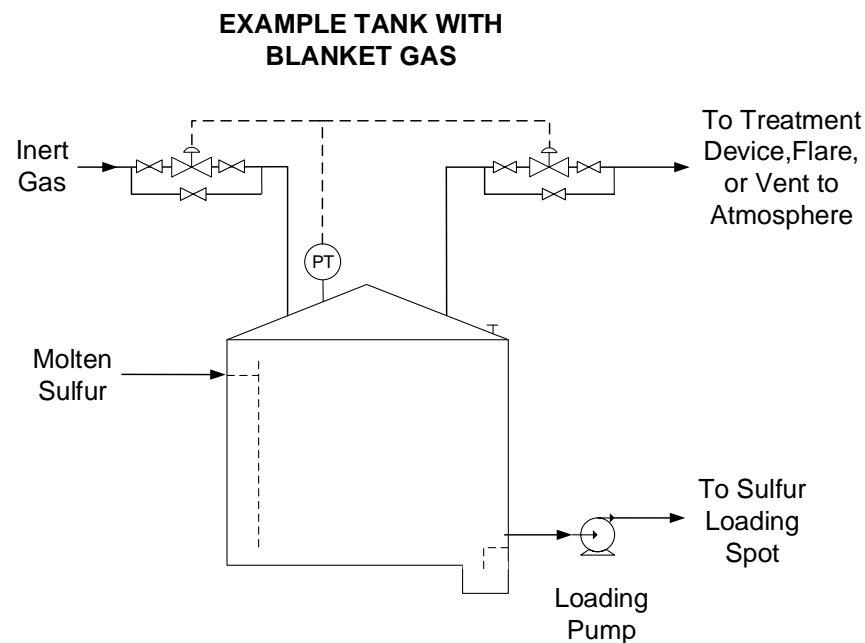 EXAMPLE TANK WITH
BLANKET GAS
Inert
Gas
To Treatment
Device,Flare,
or Vent to
Atmosphere
PT
Molten
Sulfur
To Sulfur
Loading
Spot
Loading
Pump